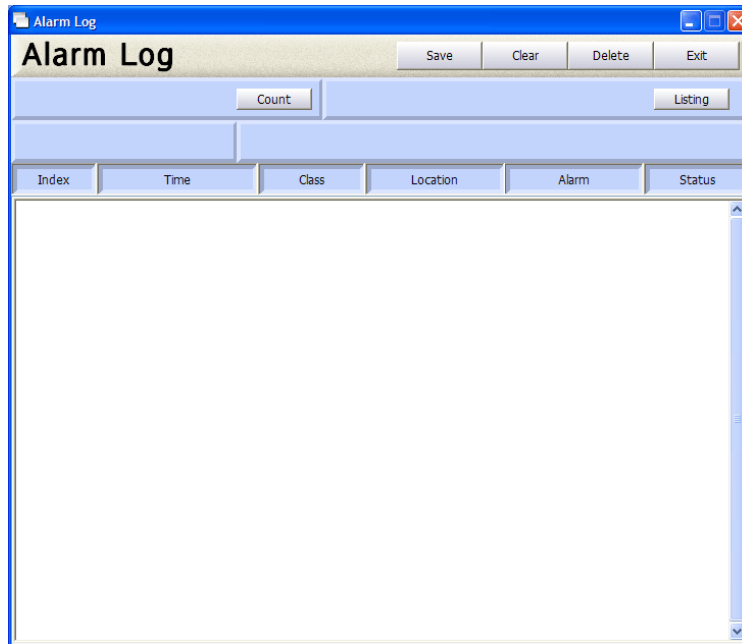 Alarm Log
Alarm Log Save Clear Delete Exit
Count Listing
Index Time Class Location Alarm Status